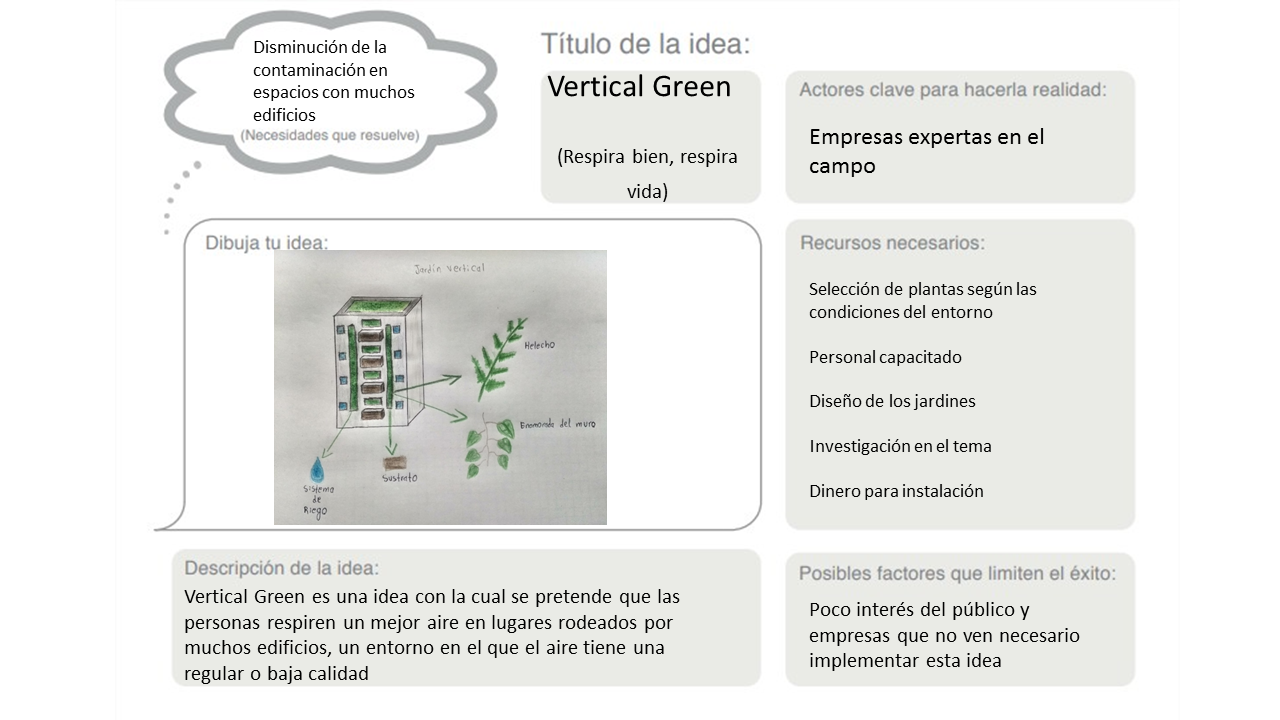 Disminución de la
contaminación en
espacios con muchos
edificios
(Necesidades que resuelve)
Título de la idea:
Vertical Green
(Respira bien, respira
vida)
Actores clave para hacerla realidad:
Empresas expertas en el
campo
Dibuja tu idea:
Jardín vertical
Helecho
Enamorada del muro
Sustrato
Sistema
de
Riego
Recursos necesarios:
Selección de plantas según las
condiciones del entorno
Personal capacitado
Diseño de los jardines
Investigación en el tema
Dinero para instalación
Descripción de la idea:
Vertical Green es una idea con la cual se pretende que las
personas respiren un mejor aire en lugares rodeados por
muchos edificios, un entorno en el que el aire tiene una
regular o baja calidad
Posibles factores que limiten el éxito:
Poco interés del público y
empresas que no ven necesario
implementar esta idea